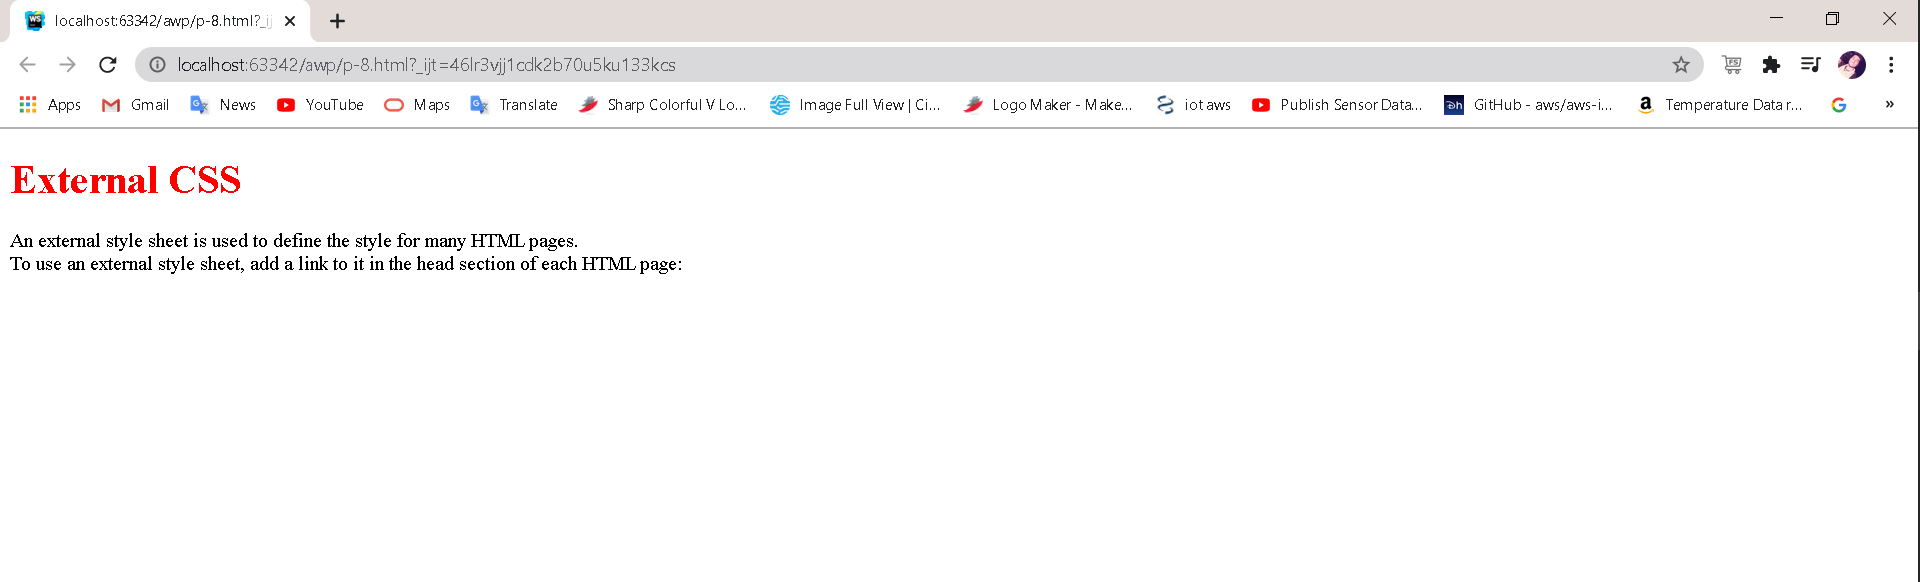 WS localhost:63342/awp/p-8.html?_ij
localhost:63342/awp/p-8.html?_ijt=46lr3vjj1cdk2b70u5ku133kcs
Apps Gmail News YouTube Maps Translate Sharp Colorful V Lo... Image Full View | Ci... Logo Maker - Make... iot aws Publish Sensor Data... GitHub - aws/aws-i... Temperature Data r... »
External CSS
An external style sheet is used to define the style for many HTML pages.
To use an external style sheet, add a link to it in the head section of each HTML page: